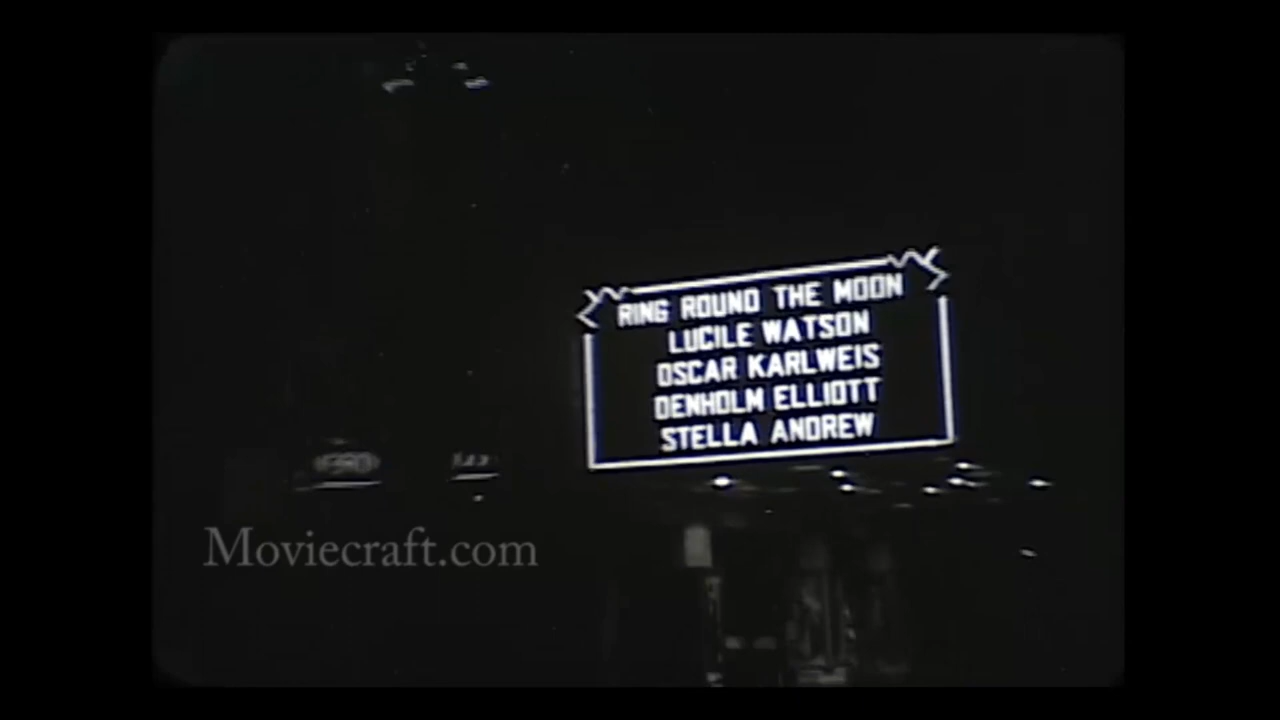 RING ROUND THE MOON
LUCILE WATSON
OSCAR KARLWEIS
DENHOLM ELLIOTT
STELLA ANDREW
Moviecraft.com